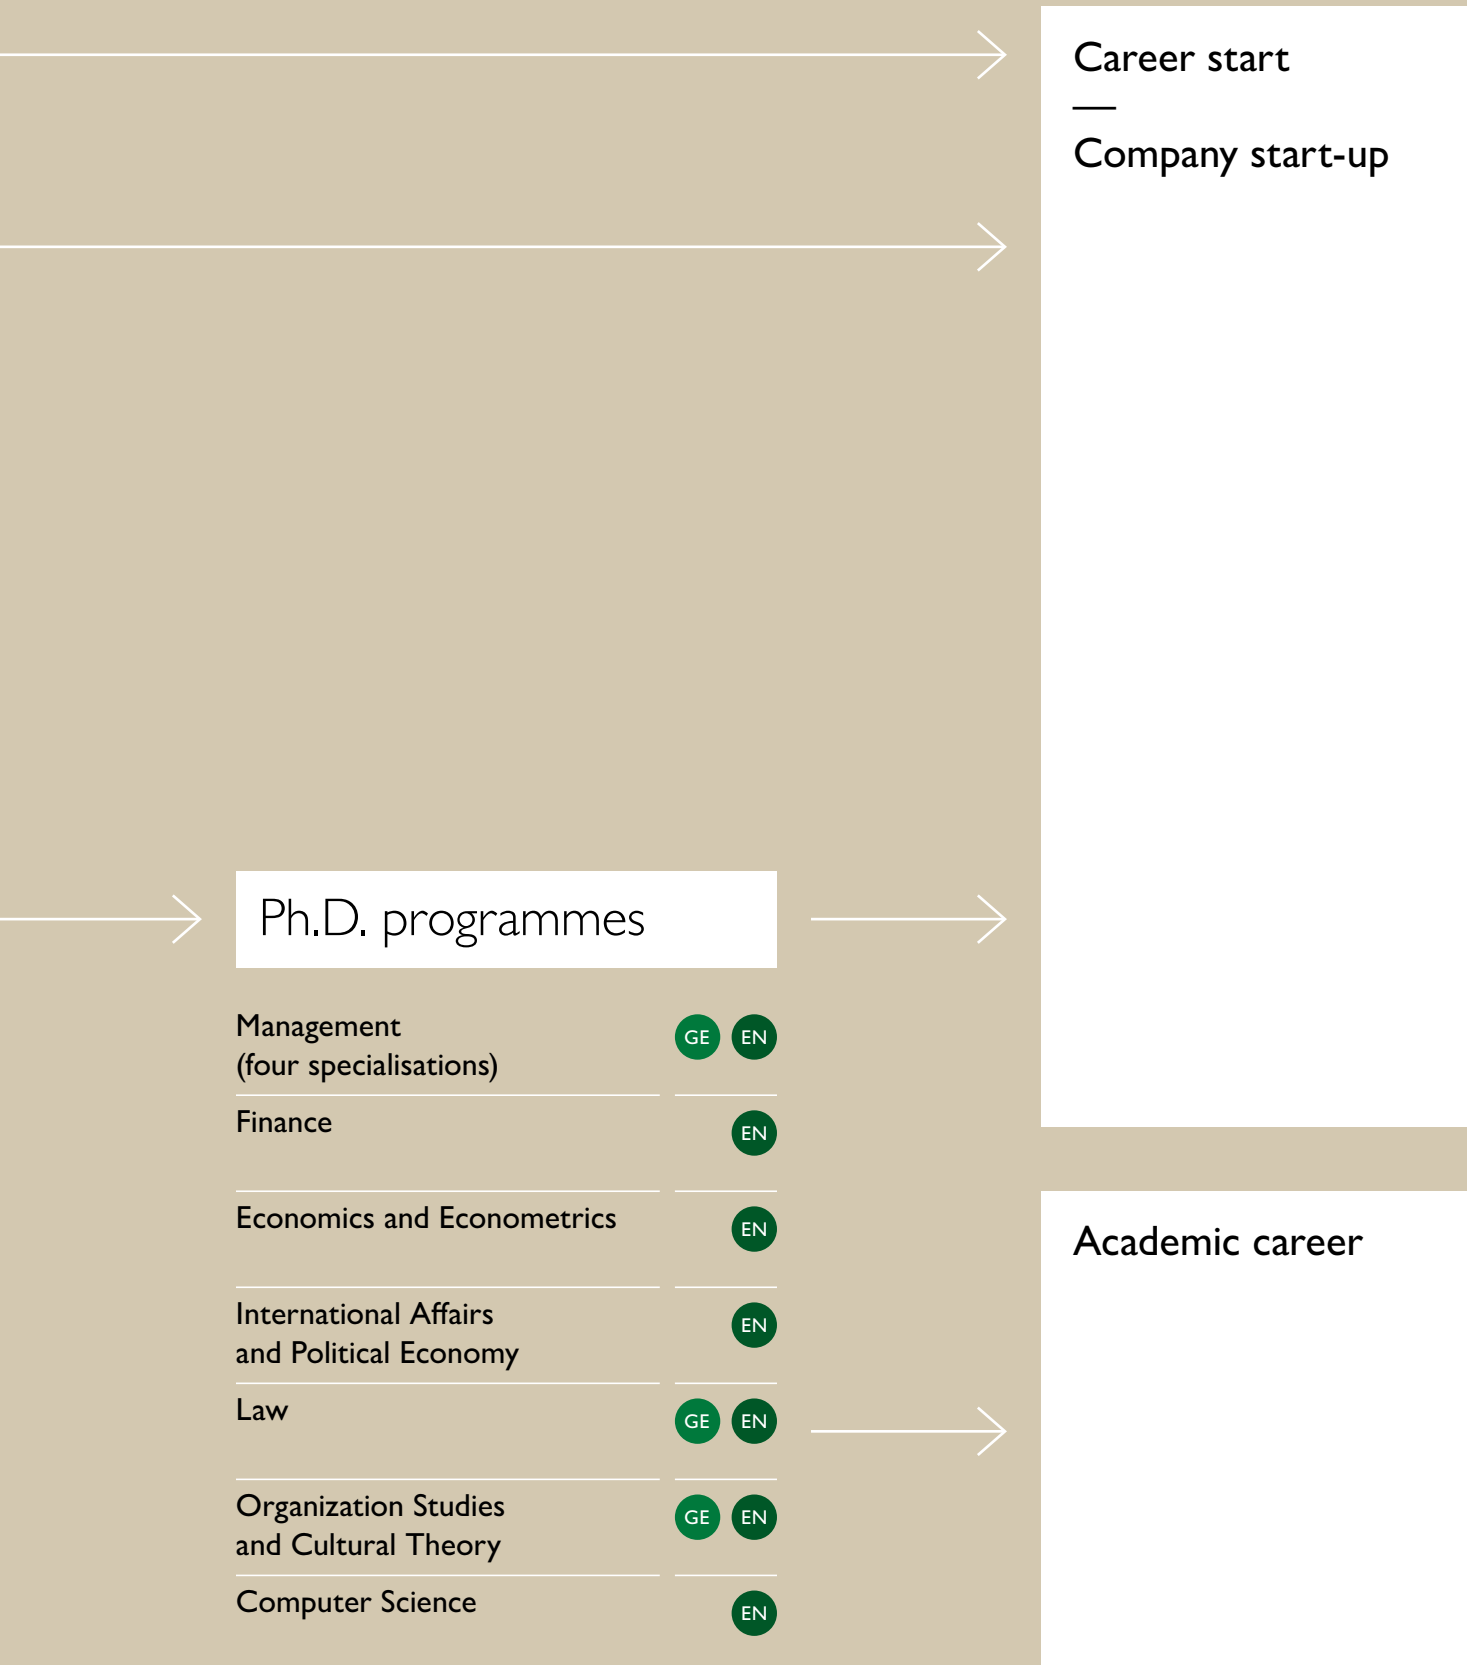 Career start
—
Company start-up
Ph.D. programmes
Management
(four specialisations)
GE EN
Finance
EN
Economics and Econometrics
EN
International Affairs
and Political Economy
EN
Law
GE EN
Organization Studies
and Cultural Theory
GE EN
Computer Science
EN
Academic career